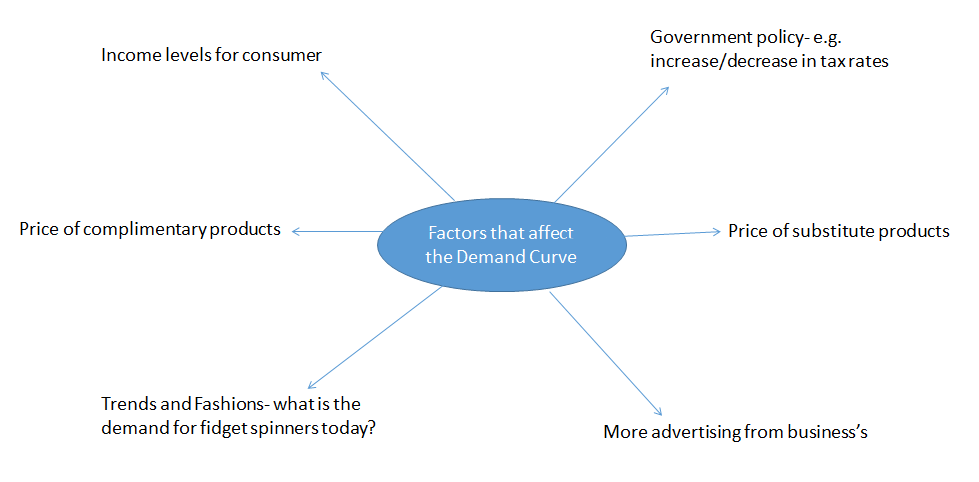 Income levels for consumer
Government policy- e.g.
increase/decrease in tax rates
Price of complimentary products
Factors that affect
the Demand Curve
Price of substitute products
Trends and Fashions- what is the
demand for fidget spinners today?
More advertising from business’s